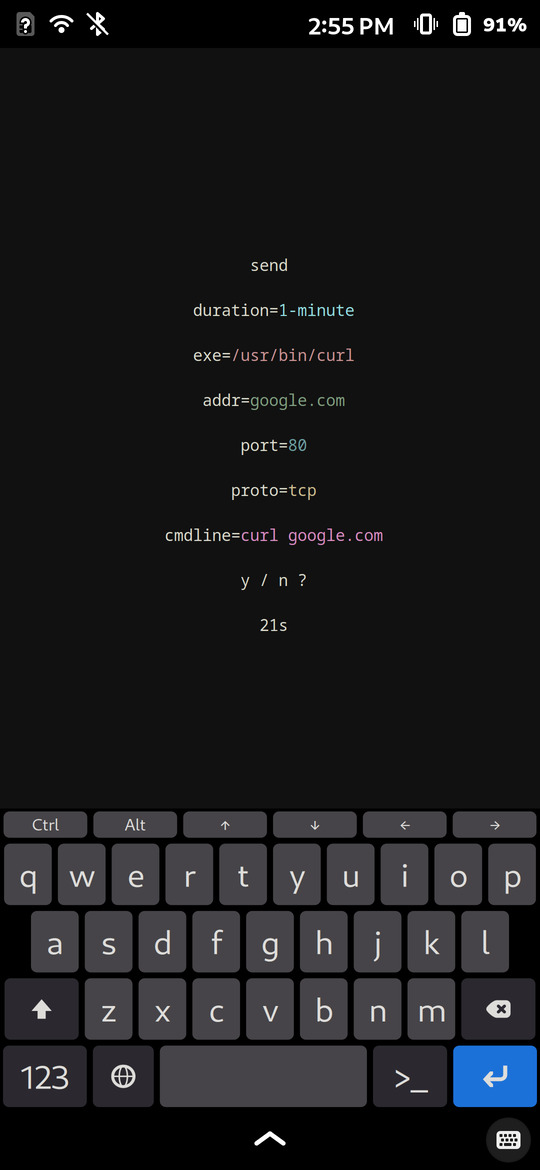 2:55 PM 91%
send
duration=1-minute
exe=/usr/bin/curl
addr=google.com
port=80
proto=tcp
cmdline=curl google.com
y / n ?
21s
Ctrl Alt ↑ ↓ ← →
q w e r t y u i o p
a s d f g h j k l
z x c v b n m
123 >_